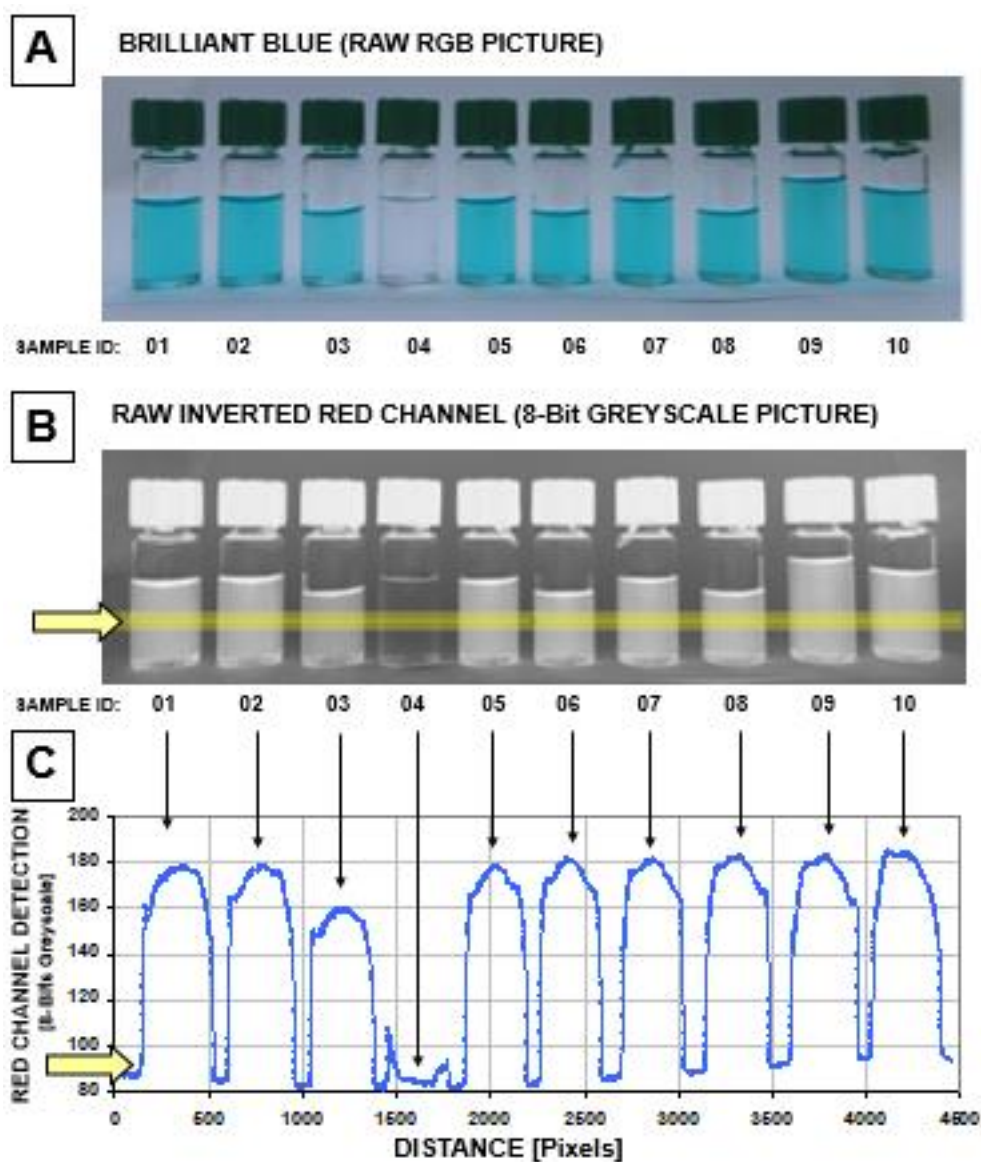 A
BRILLIANT BLUE (RAW RGB PICTURE)
SAMPLE ID: 01 02 03 04 05 06 07 08 09 10
B
RAW INVERTED RED CHANNEL (8-Bit GREYSCALE PICTURE)
SAMPLE ID: 01 02 03 04 05 06 07 08 09 10
C
RED CHANNEL DETECTION
[8-Bits Greyscale]
200
180
160
140
120
100
80
0 500 1000 1500 2000 2500 3000 3500 4000 4500
DISTANCE [Pixels]